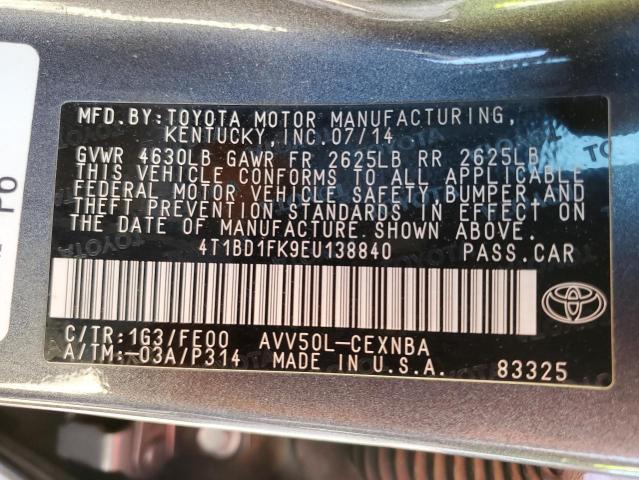 MFD.BY:TOYOTA MOTOR MANUFACTURING,
KENTUCKY,INC.07/14
GVWR 4630LB GAWR FR 2625LB RR 2625LB
THIS VEHICLE CONFORMS TO ALL APPLICABLE
FEDERAL MOTOR VEHICLE SAFETY,BUMPER,AND
THEFT PREVENTION STANDARDS IN EFFECT ON
THE DATE OF MANUFACTURE.SHOWN ABOVE.
4T1BD1FK9EU138840 PASS.CAR
C/TR:1G3/FE00 AVV50L-CEXNBA
A/TM:-03A/P314 MADE IN U.S.A. 83325